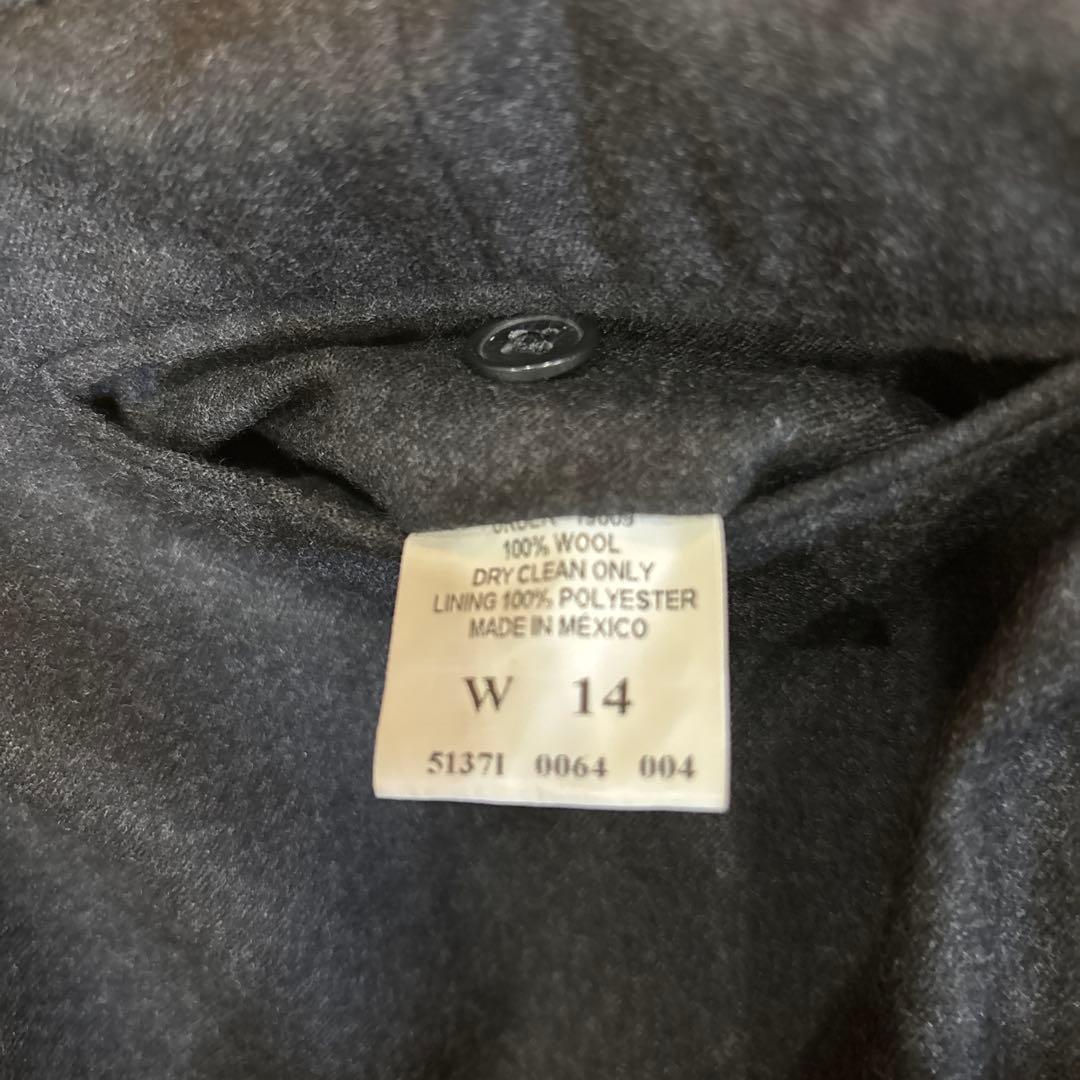 100% WOOL
DRY CLEAN ONLY
LINING 100% POLYESTER
MADE IN MÉXICO
W 14
51371 0064 004